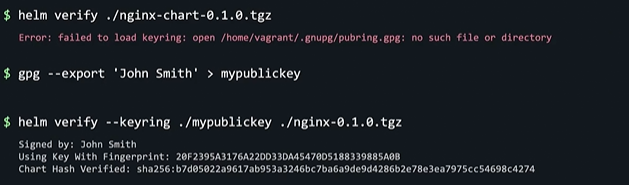 $ helm verify ./nginx-chart-0.1.0.tgz
Error: failed to load keyring: open /home/vagrant/.gnupg/pubring.gpg: no such file or directory
$ gpg --export 'John Smith' > mypublickey
$ helm verify --keyring ./mypublickey ./nginx-0.1.0.tgz
Signed by: John Smith
Using Key With Fingerprint: 20F2395A3176A22DD33DA45470D5188339885A0B
Chart Hash Verified: sha256:b7d05022a9617ab953a3246bc7ba6a9de9d4286b2e78e3ea7975cc54698c4274